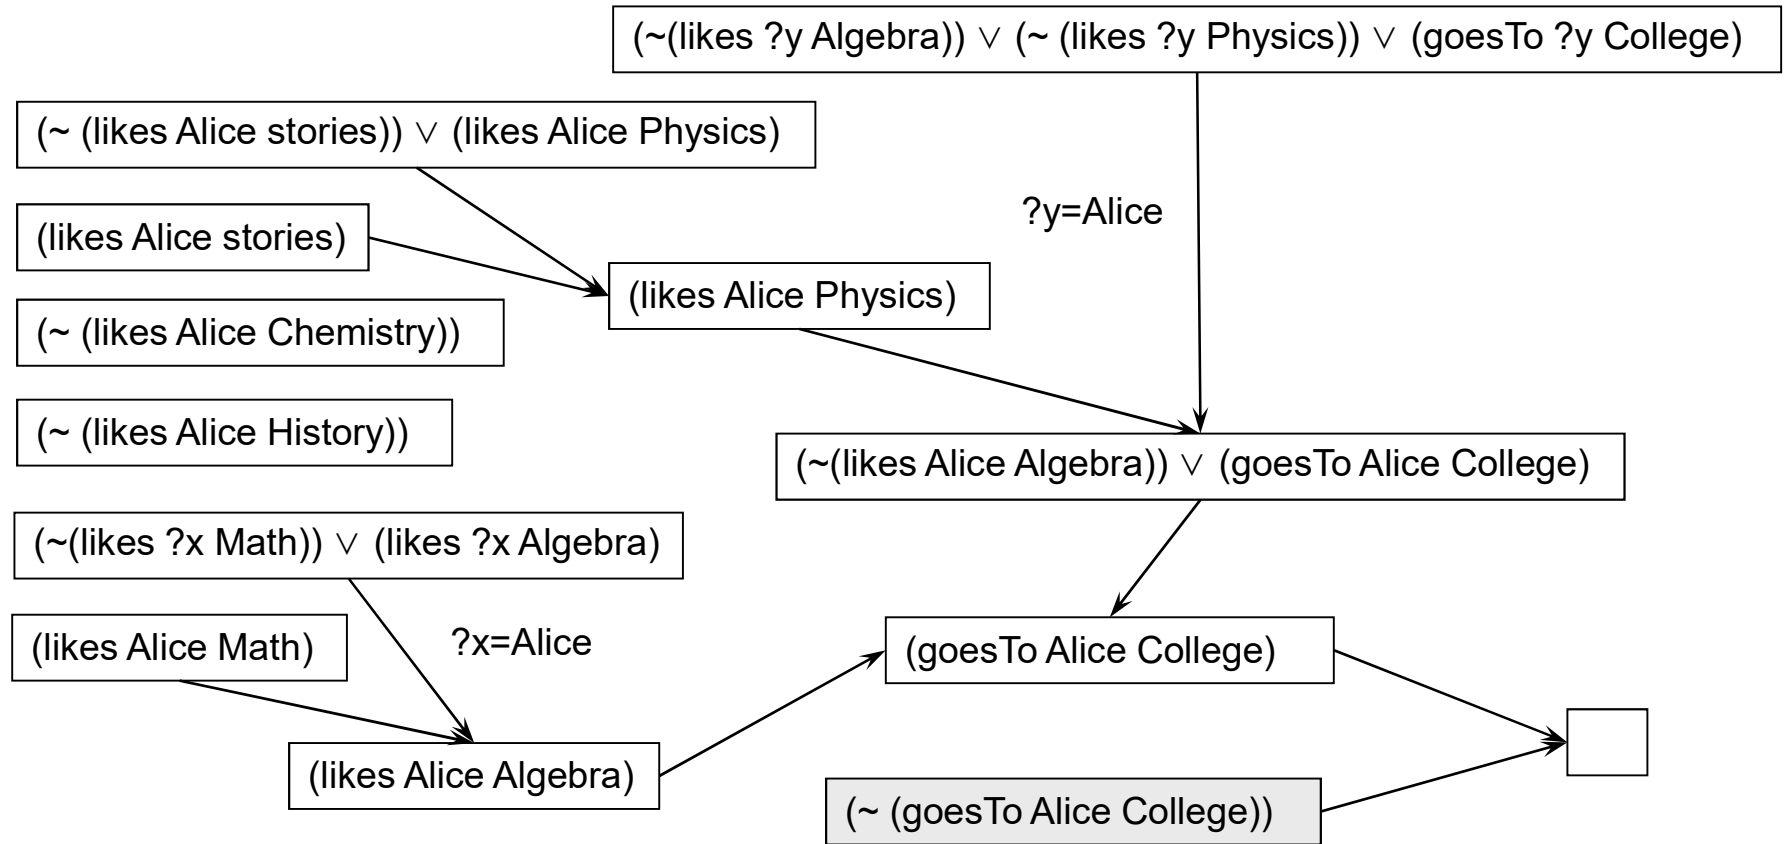 (~(likes ?y Algebra)) ∨ (~ (likes ?y Physics)) ∨ (goesTo ?y College)
(~ (likes Alice stories)) ∨ (likes Alice Physics)
?y=Alice
(likes Alice stories)
(likes Alice Physics)
(~ (likes Alice Chemistry))
(~ (likes Alice History))
(~(likes Alice Algebra)) ∨ (goesTo Alice College)
(~(likes ?x Math)) ∨ (likes ?x Algebra)
(likes Alice Math)
?x=Alice
(goesTo Alice College)
(likes Alice Algebra)
(~ (goesTo Alice College))